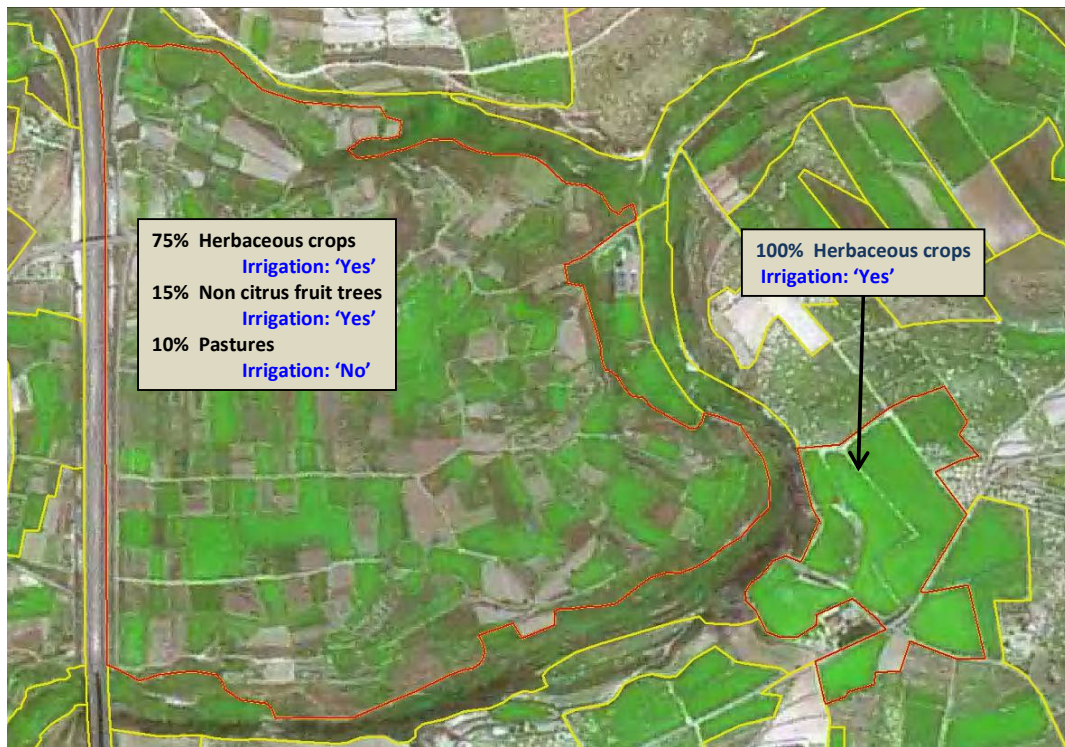 75% Herbaceous crops
Irrigation: ‘Yes’
15% Non citrus fruit trees
Irrigation: ‘Yes’
10% Pastures
Irrigation: ‘No’
100% Herbaceous crops
Irrigation: ‘Yes’